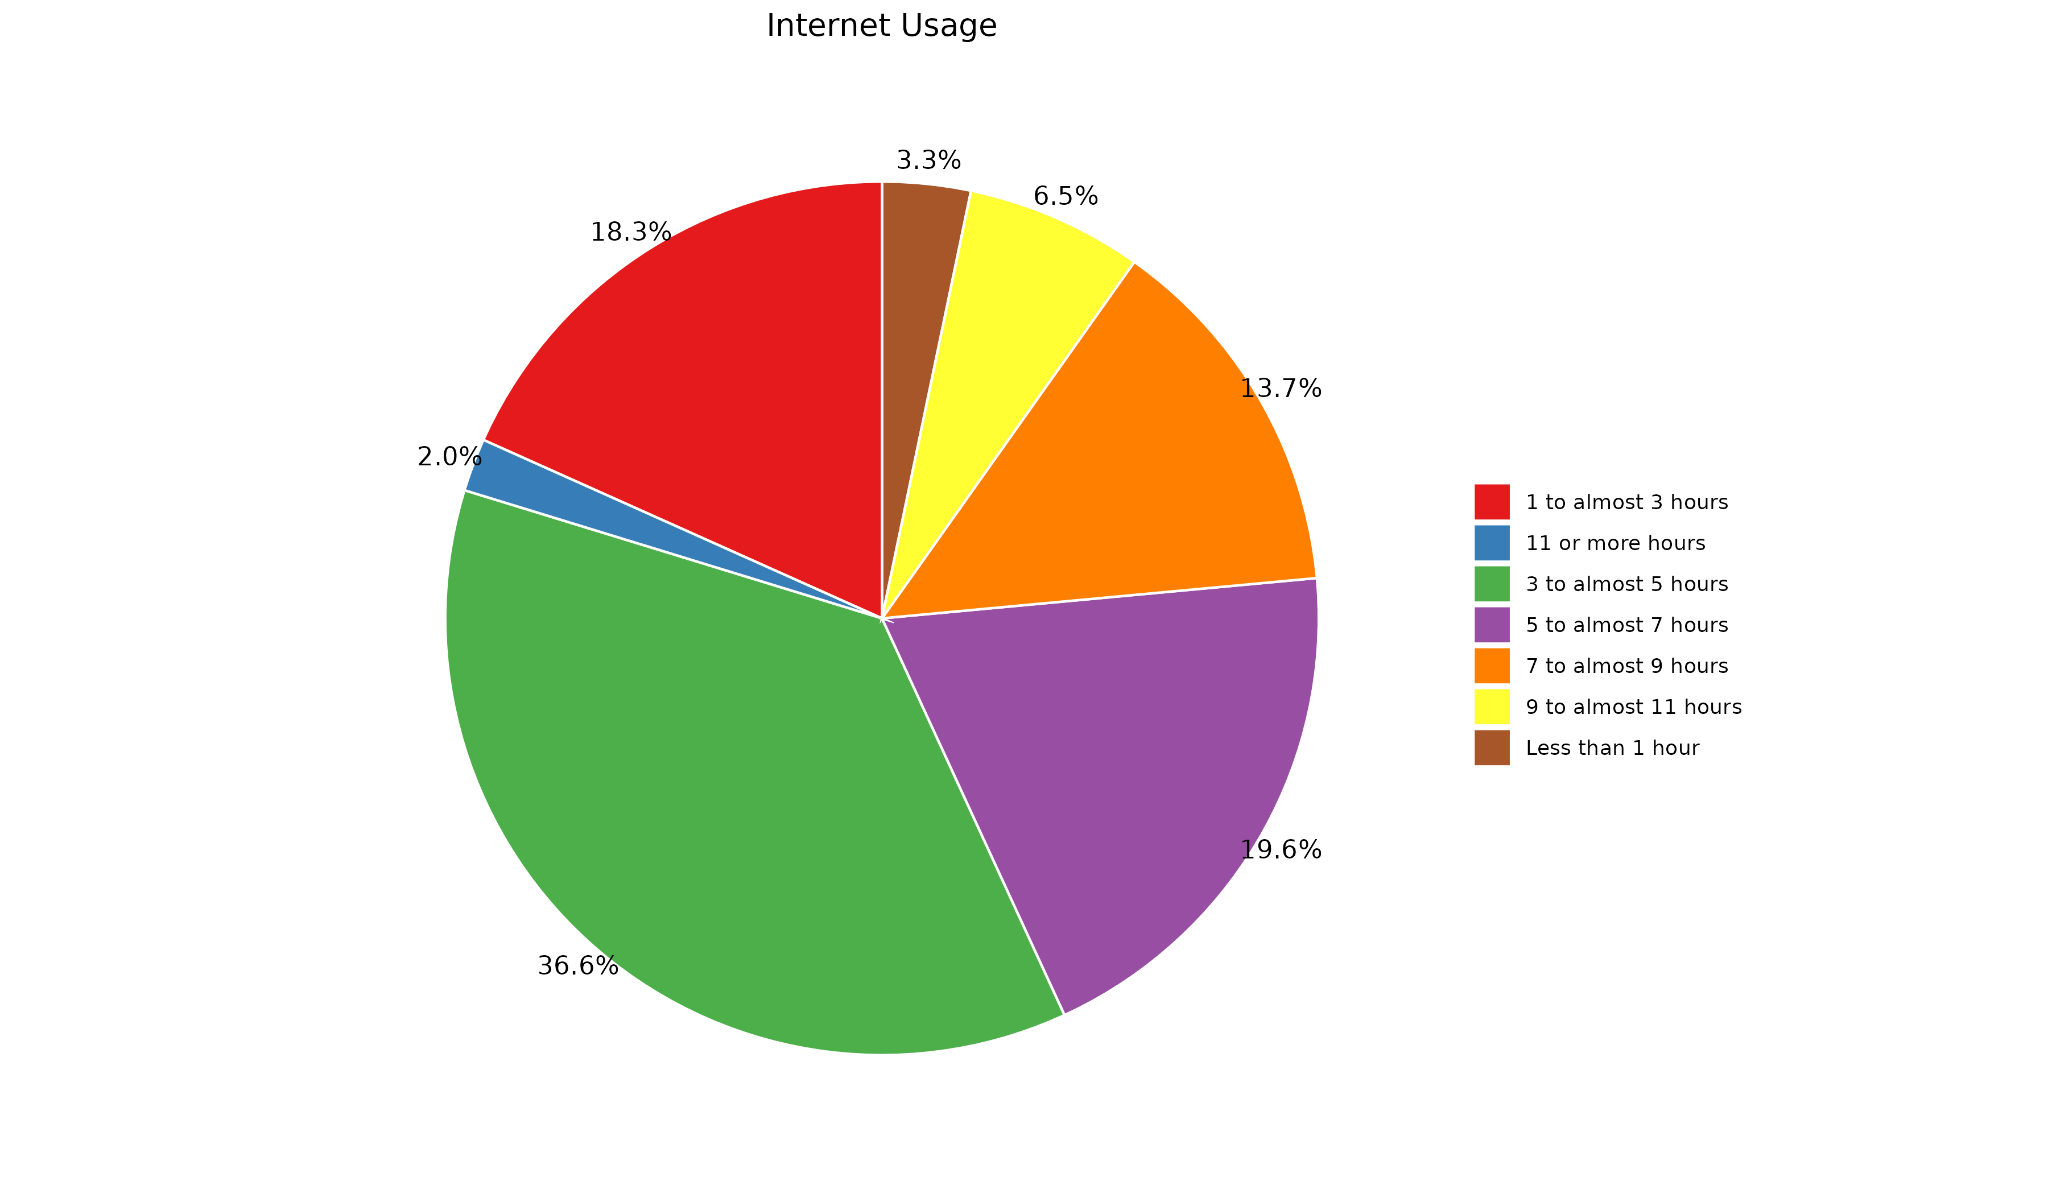 Internet Usage
3.3%
6.5%
18.3%
13.7%
2.0%
19.6%
36.6%
1 to almost 3 hours
11 or more hours
3 to almost 5 hours
5 to almost 7 hours
7 to almost 9 hours
9 to almost 11 hours
Less than 1 hour